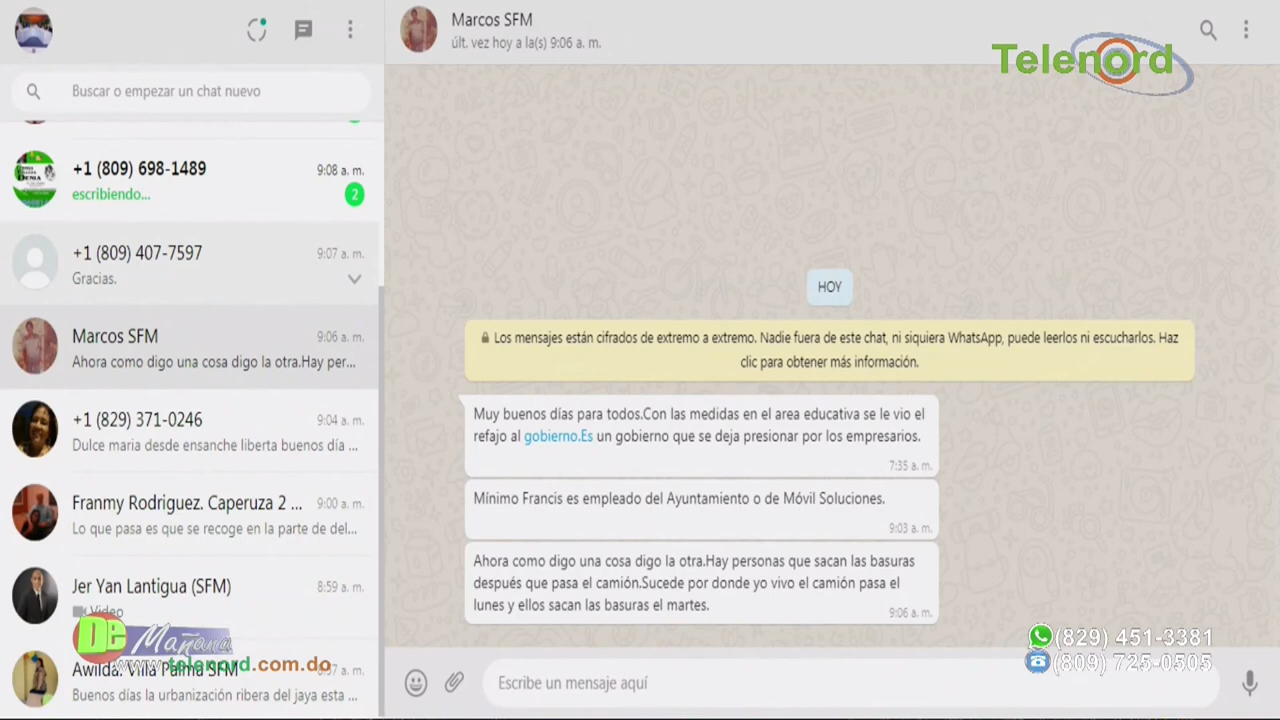 Marcos SFM
últ. vez hoy a la(s) 9:06 a. m.
Telenord
Buscar o empezar un chat nuevo
+1 (809) 698-1489
9:08 a. m.
escribiendo...
2
+1 (809) 407-7597
9:07 a. m.
Gracias.
Marcos SFM
9:06 a. m.
Ahora como digo una cosa digo la otra.Hay per...
+1 (829) 371-0246
9:04 a. m.
Dulce maria desde ensanche liberta buenos día ...
Franmy Rodriguez. Caperuza 2 ...
9:00 a. m.
Lo que pasa es que se recoge en la parte de del...
Jer Yan Lantigua (SFM)
8:59 a. m.
Video
De Mañana
www.telenord.com.do
Awilda. Villa Palma SFM
Buenos días la urbanización ribera del jaya esta ...
HOY
Los mensajes están cifrados de extremo a extremo. Nadie fuera de este chat, ni siquiera WhatsApp, puede leerlos ni escucharlos. Haz
clic para obtener más información.
Muy buenos días para todos.Con las medidas en el area educativa se le vio el
refajo al gobierno.Es un gobierno que se deja presionar por los empresarios.
7:35 a. m.
Mínimo Francis es empleado del Ayuntamiento o de Móvil Soluciones.
9:03 a. m.
Ahora como digo una cosa digo la otra.Hay personas que sacan las basuras
después que pasa el camión.Sucede por donde yo vivo el camión pasa el
lunes y ellos sacan las basuras el martes.
9:06 a. m.
(829) 451-3381
(809) 725-0505
Escribe un mensaje aquí